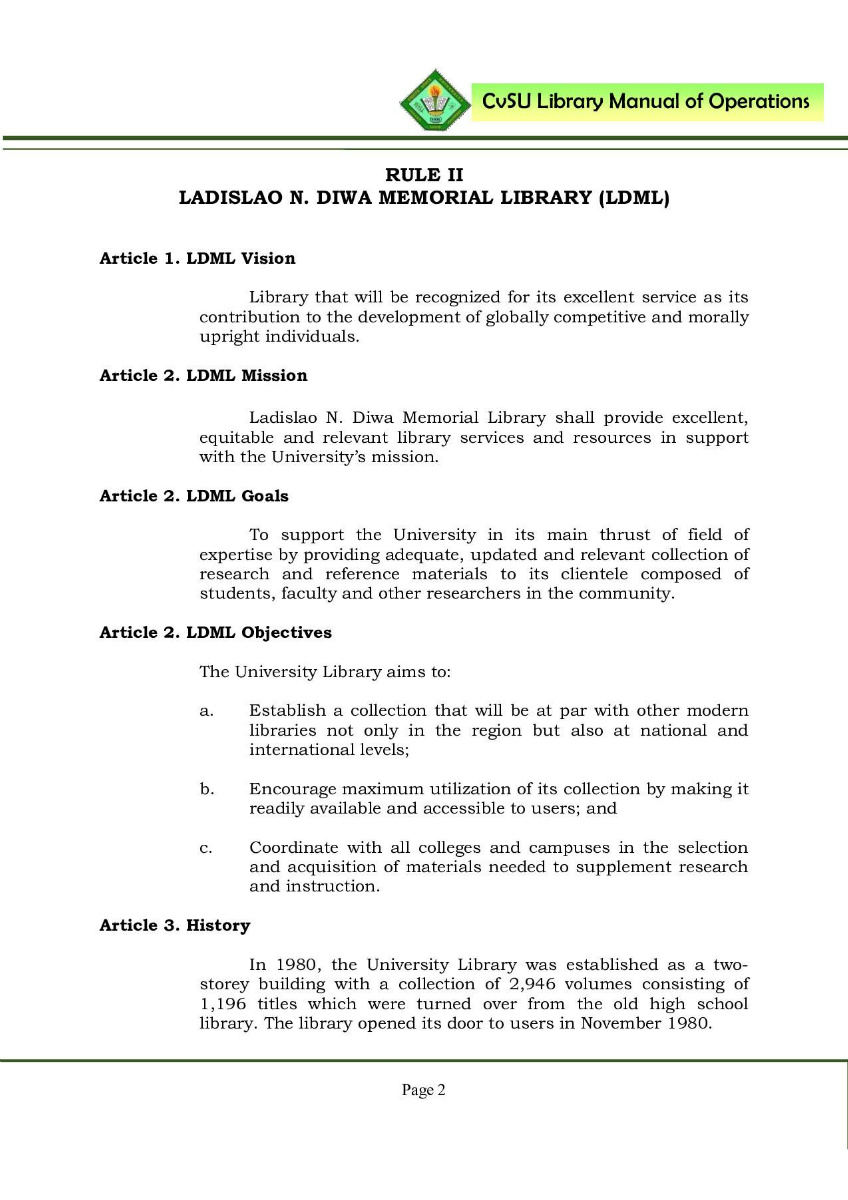 CvSU Library Manual of Operations
RULE II
LADISLAO N. DIWA MEMORIAL LIBRARY (LDML)
Article 1. LDML Vision
Library that will be recognized for its excellent service as its
contribution to the development of globally competitive and morally
upright individuals.
Article 2. LDML Mission
Ladislao N. Diwa Memorial Library shall provide excellent,
equitable and relevant library services and resources in support
with the University’s mission.
Article 2. LDML Goals
To support the University in its main thrust of field of
expertise by providing adequate, updated and relevant collection of
research and reference materials to its clientele composed of
students, faculty and other researchers in the community.
Article 2. LDML Objectives
The University Library aims to:
a. Establish a collection that will be at par with other modern
libraries not only in the region but also at national and
international levels;
b. Encourage maximum utilization of its collection by making it
readily available and accessible to users; and
c. Coordinate with all colleges and campuses in the selection
and acquisition of materials needed to supplement research
and instruction.
Article 3. History
In 1980, the University Library was established as a two-
storey building with a collection of 2,946 volumes consisting of
1,196 titles which were turned over from the old high school
library. The library opened its door to users in November 1980.
Page 2